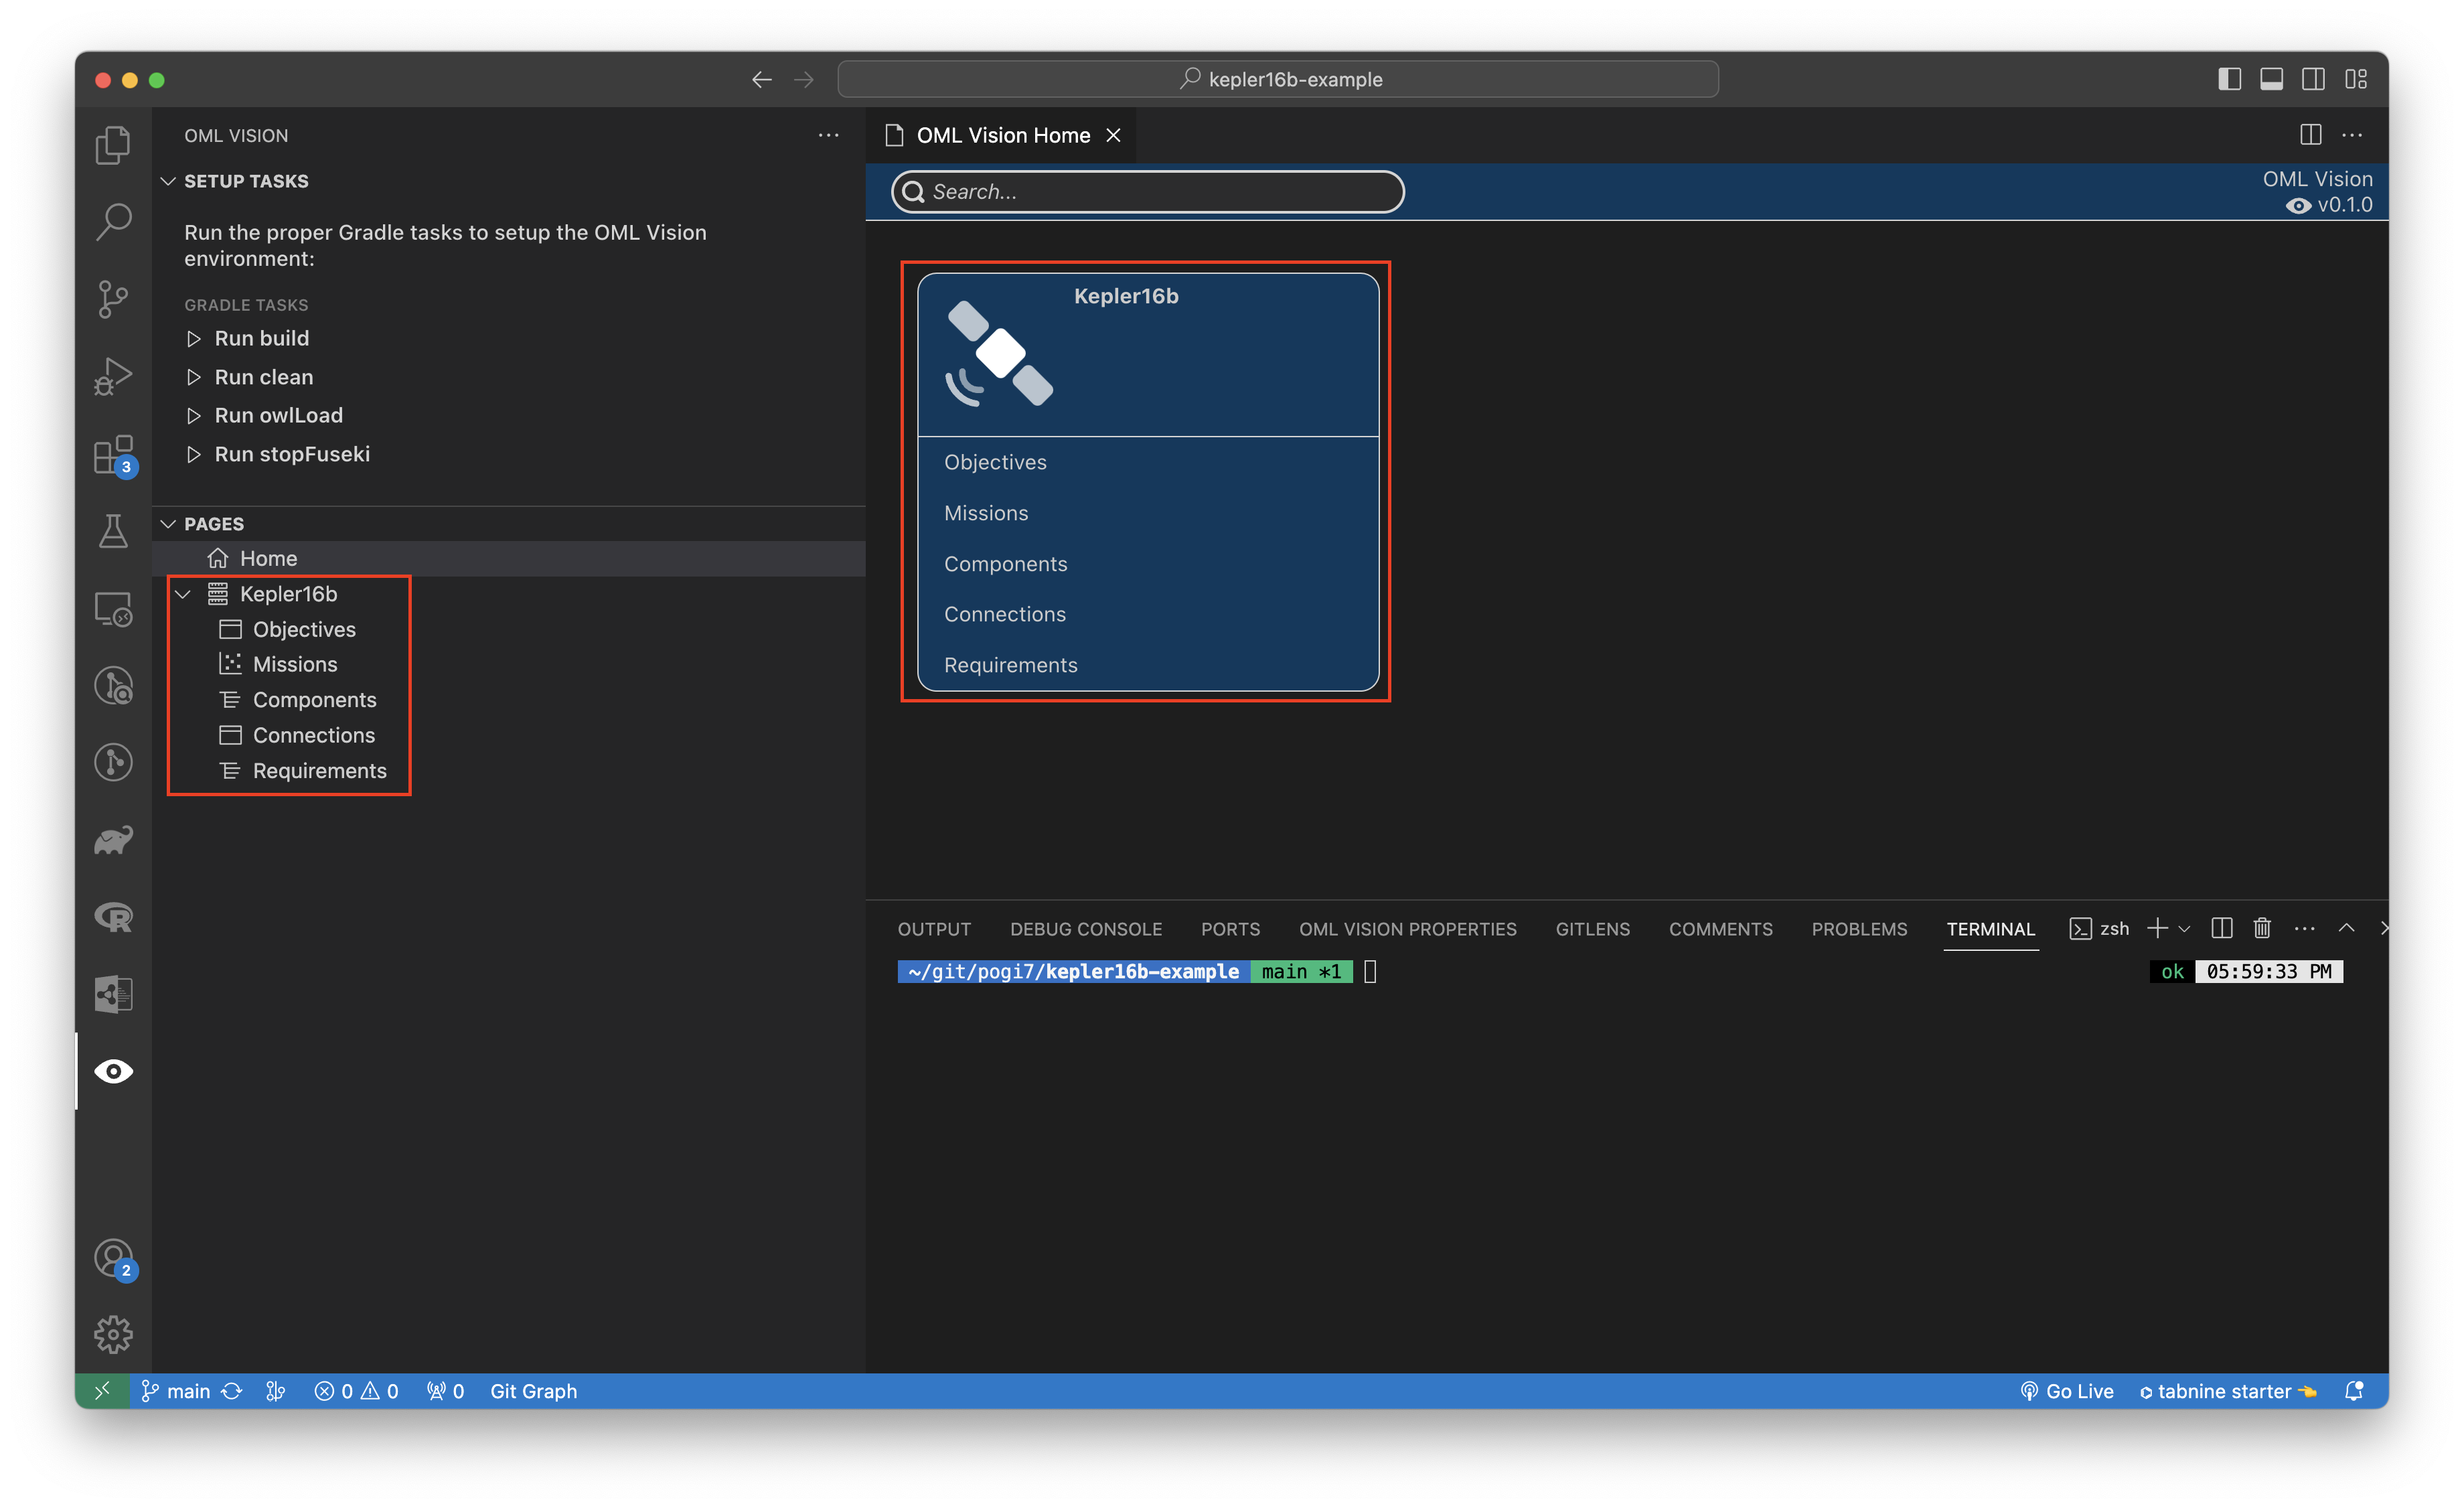 kepler16b-example
OML VISION
SETUP TASKS
Run the proper Gradle tasks to setup the OML Vision
environment:
GRADLE TASKS
Run build
Run clean
Run owlLoad
Run stopFuseki
PAGES
Home
Kepler16b
Objectives
Missions
Components
Connections
Requirements
3
2
OML Vision Home
Search...
OML Vision
v0.1.0
Kepler16b
Objectives
Missions
Components
Connections
Requirements
OUTPUT DEBUG CONSOLE PORTS OML VISION PROPERTIES GITLENS COMMENTS PROBLEMS TERMINAL zsh
~/git/pogi7/kepler16b-example main *1 ok 05:59:33 PM
main 0 0 0 Git Graph Go Live tabnine starter